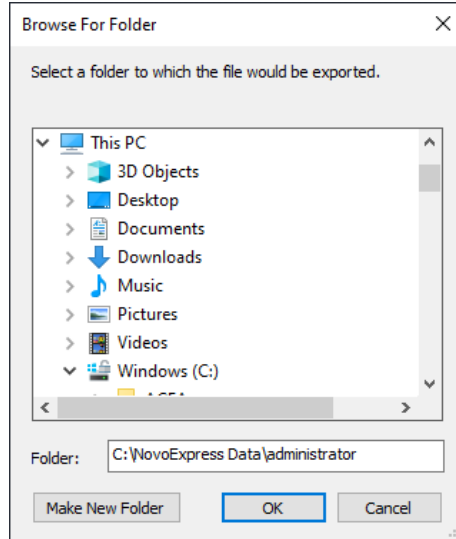 Browse For Folder
Select a folder to which the file would be exported.
This PC
3D Objects
Desktop
Documents
Downloads
Music
Pictures
Videos
Windows (C:)
Folder: C:\NovoExpress Data\administrator
Make New Folder OK Cancel